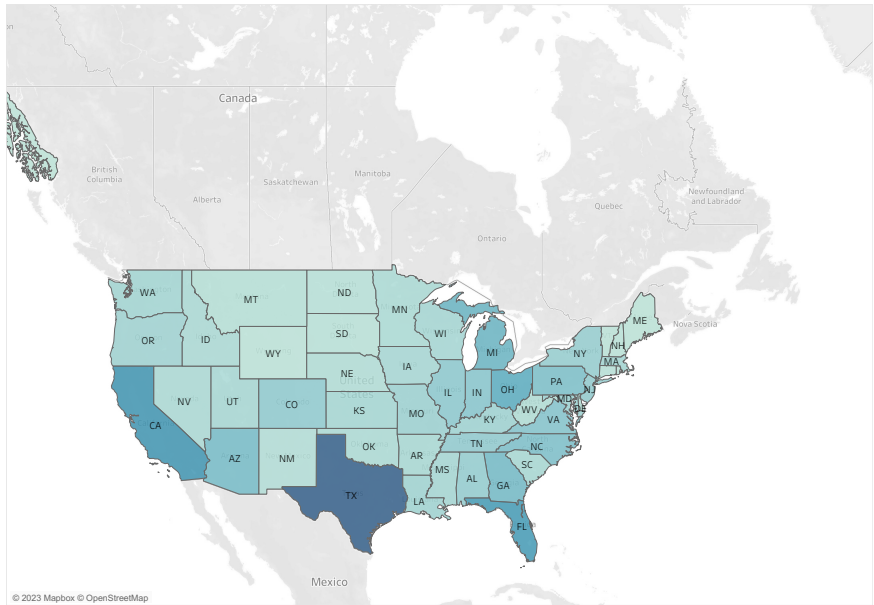 Canada
British
Columbia
Alberta
Saskatchewan
Manitoba
Ontario
Quebec
Newfoundland
and Labrador
Nova Scotia
WA
MT
ND
MN
ME
OR
ID
SD
WI
MI
NY
NH
MA
WY
IA
NE
United
States
IL
IN
OH
PA
NJ
NV
UT
CO
KS
MO
KY
WV
MD
DE
VA
CA
AZ
NM
OK
AR
TN
NC
SC
MS
AL
GA
LA
TX
FL
Mexico
© 2023 Mapbox © OpenStreetMap